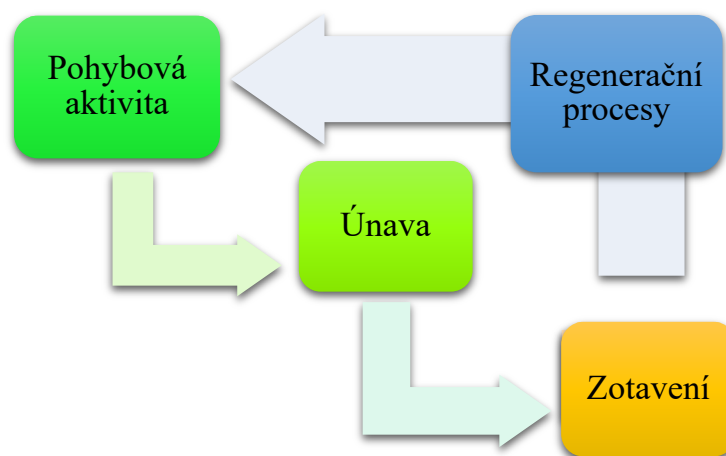 Pohybová
aktivita
Regenerační
procesy
Únava
Zotavení